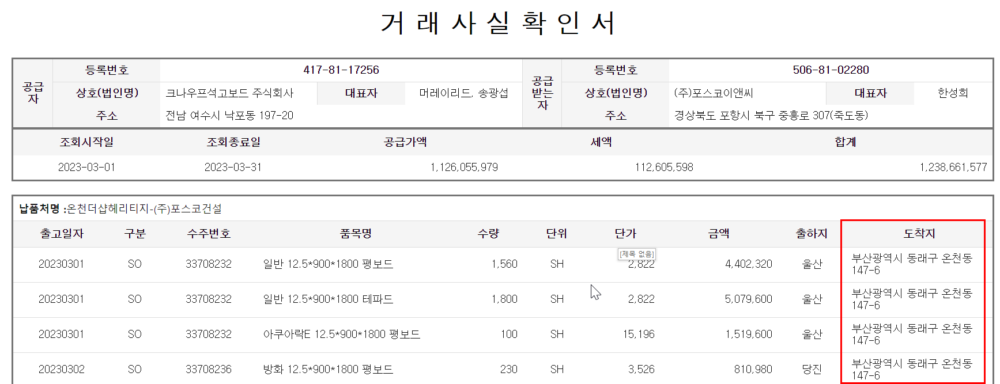 거래사실확인서
공급자 등록번호 417-81-17256 공급받는자 등록번호 506-81-02280
상호(법인명) 크나우프석고보드 주식회사 대표자 머레이리드, 송광섭 상호(법인명) (주)포스코이앤씨 대표자 한성희
주소 전남 여수시 낙포동 197-20 주소 경상북도 포항시 북구 중흥로 307(죽도동)
조회시작일 조회종료일 공급가액 세액 합계
2023-03-01 2023-03-31 1,126,055,979 112,605,598 1,238,661,577
납품처명 :온천더샵헤리티지-(주)포스코건설
출고일자 구분 수주번호 품목명 수량 단위 단가 금액 출하지 도착지
[제목 없음]
20230301 SO 33708232 일반 12.5*900*1800 평보드 1,560 SH 2,822 4,402,320 울산 부산광역시 동래구 온천동 147-6
20230301 SO 33708232 일반 12.5*900*1800 테파드 1,800 SH 2,822 5,079,600 울산 부산광역시 동래구 온천동 147-6
20230301 SO 33708232 아쿠아락E 12.5*900*1800 평보드 100 SH 15,196 1,519,600 울산 부산광역시 동래구 온천동 147-6
20230302 SO 33708236 방화 12.5*900*1800 평보드 230 SH 3,526 810,980 당진 부산광역시 동래구 온천동 147-6